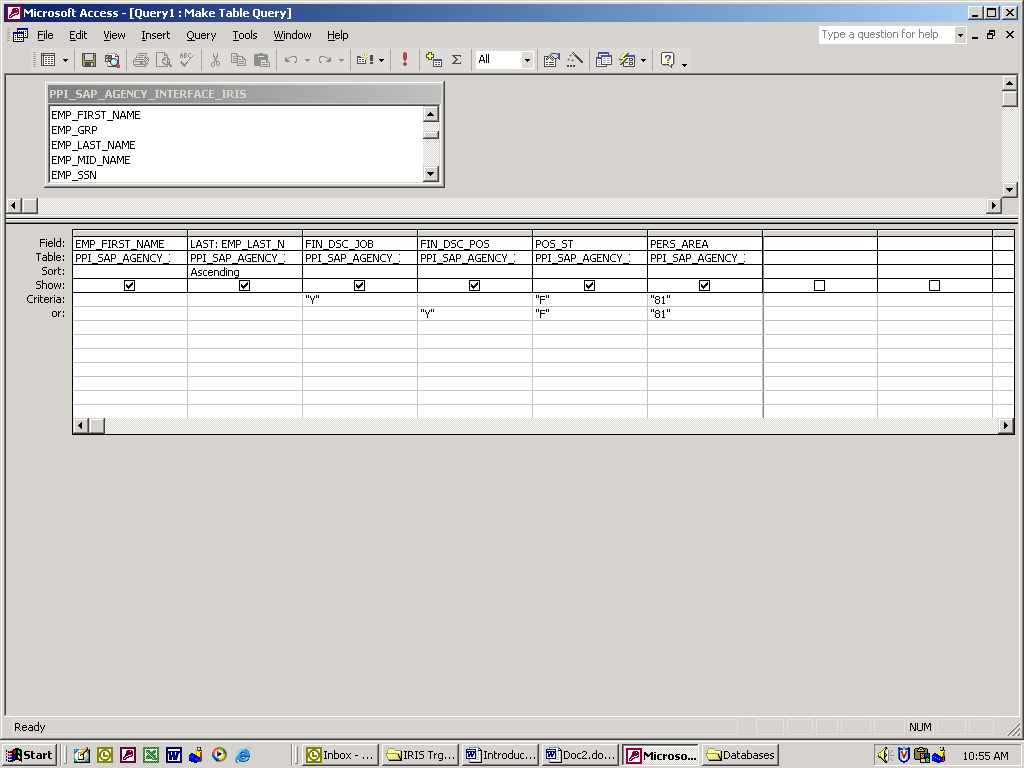 Microsoft Access - [Query1 : Make Table Query]
File Edit View Insert Query Tools Window Help Type a question for help
All
PPI_SAP_AGENCY_INTERFACE_IRIS
EMP_FIRST_NAME
EMP_GRP
EMP_LAST_NAME
EMP_MID_NAME
EMP_SSN
Field: EMP_FIRST_NAME LAST: EMP_LAST_N FIN_DSC_JOB FIN_DSC_POS POS_ST PERS_AREA
Table: PPI_SAP_AGENCY_ PPI_SAP_AGENCY_ PPI_SAP_AGENCY_ PPI_SAP_AGENCY_ PPI_SAP_AGENCY_ PPI_SAP_AGENCY_
Sort: Ascending
Show:
Criteria: "Y" "F" "81"
or: "Y" "F" "81"
Ready NUM
Start Inbox - ... IRIS Trg... Introduc... Doc2.do... Microso... Databases 10:55 AM